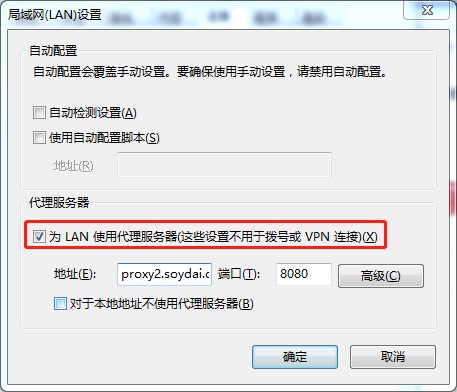 局域网(LAN)设置
自动配置
自动配置会覆盖手动设置。要确保使用手动设置，请禁用自动配置。
自动检测设置(A)
使用自动配置脚本(S)
地址(R)
代理服务器
为 LAN 使用代理服务器(这些设置不用于拨号或 VPN 连接)(X)
地址(E): proxy2.soydai.c 端口(T): 8080 高级(C)
对于本地地址不使用代理服务器(B)
确定 取消